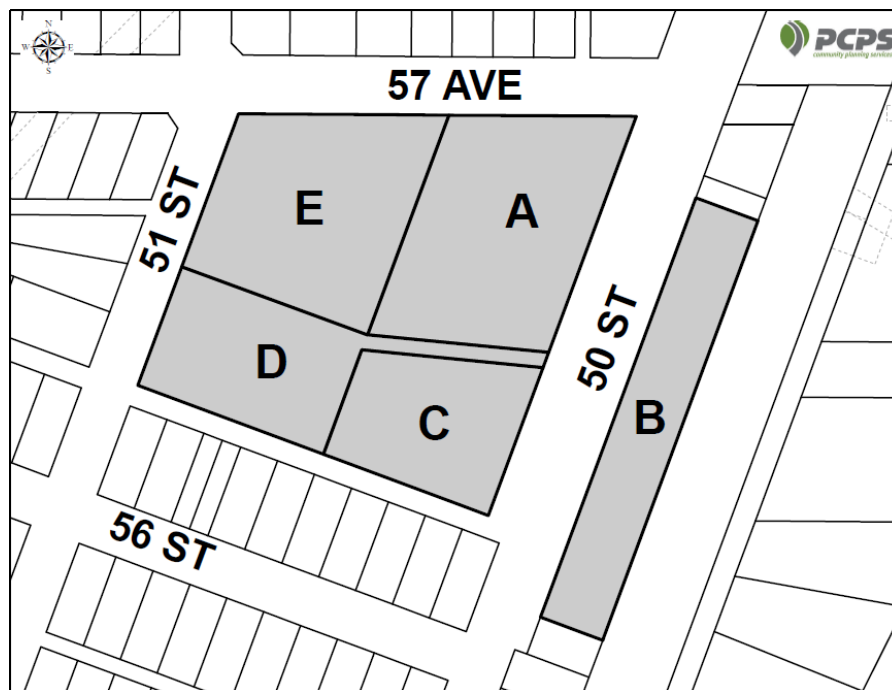 N
W E
S
PCPS
community planning services
57 AVE
51 ST
E
A
50 ST
D
B
C
56 ST